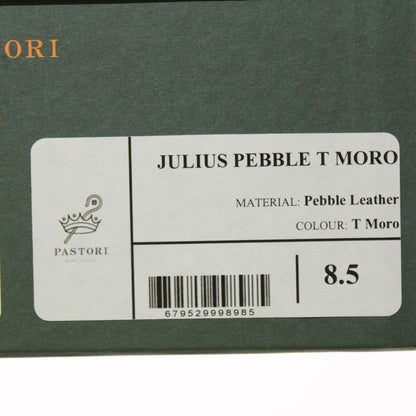 ORI
JULIUS PEBBLE T MORO
MATERIAL: Pebble Leather
COLOUR: T Moro
PASTORI
8.5
679529998985